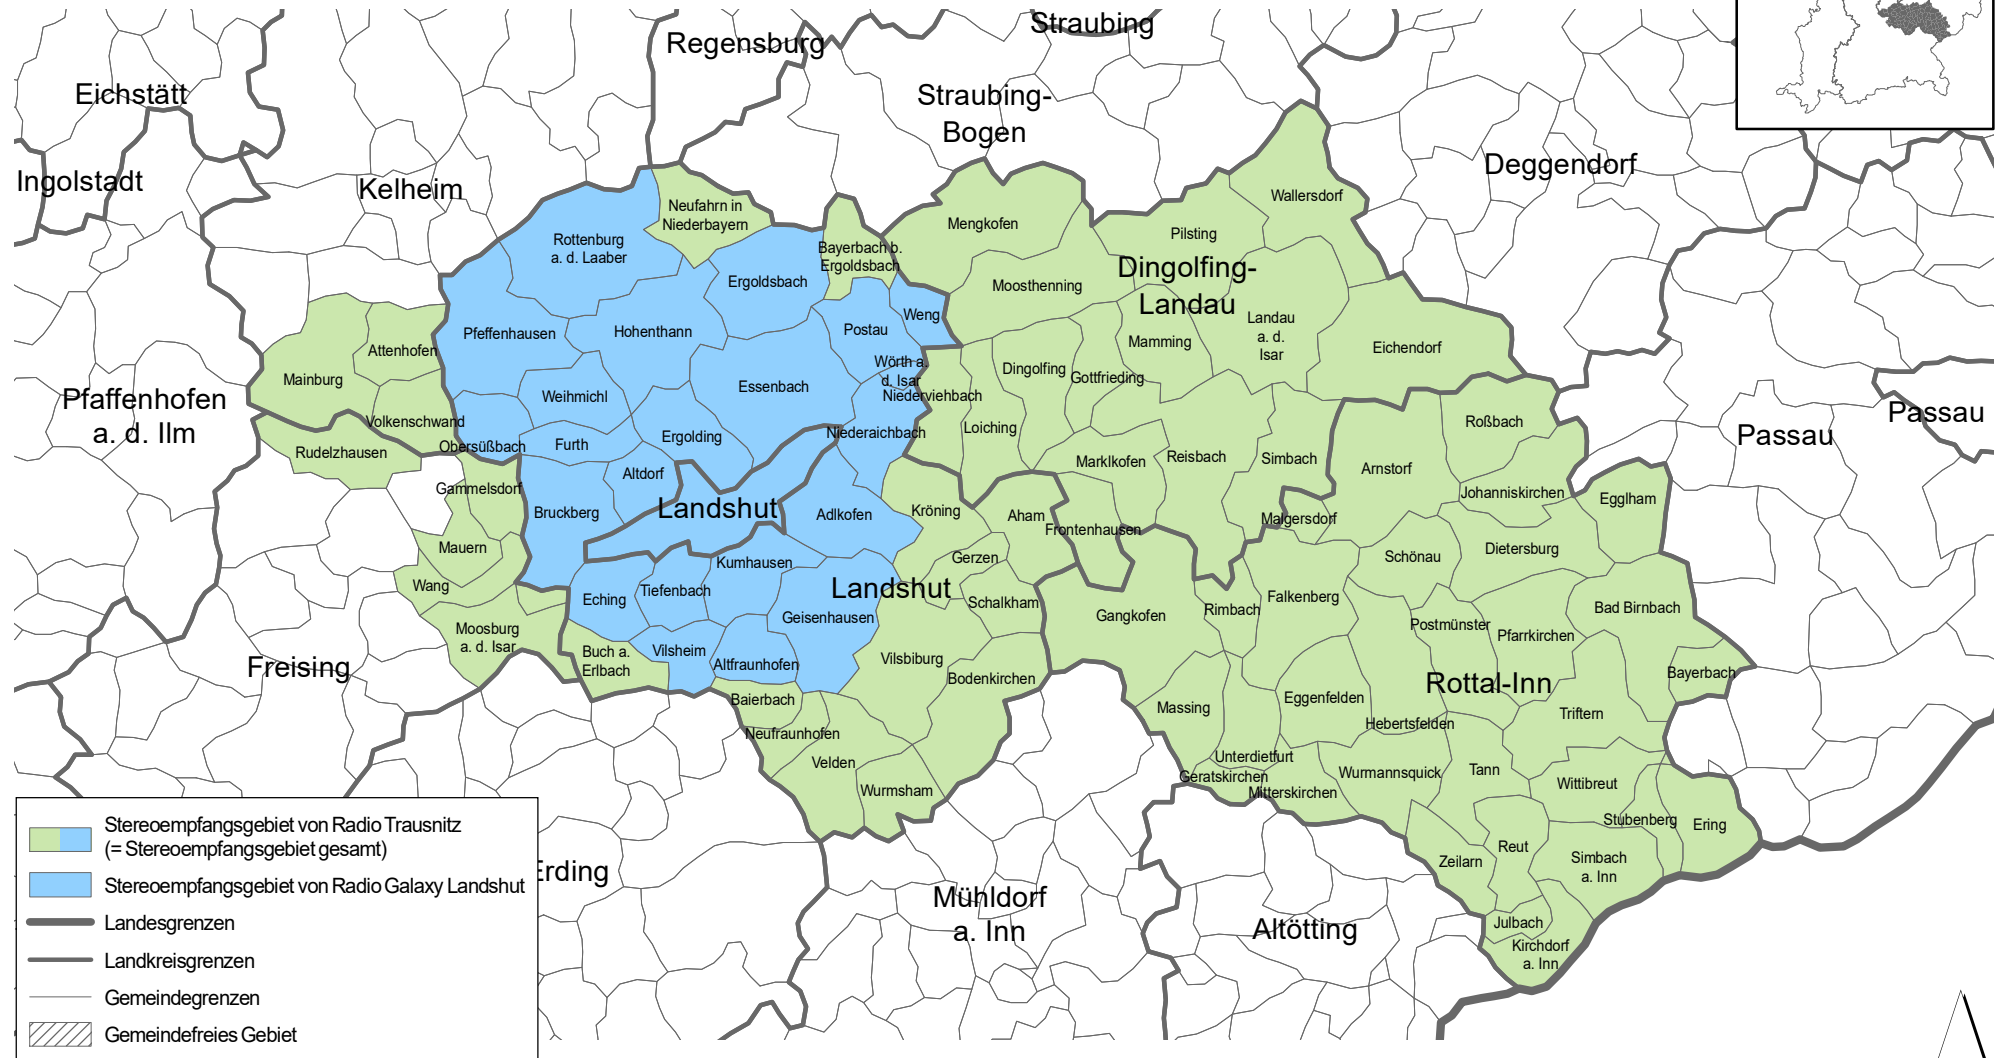 Regensburg
Straubing
Eichstätt
Straubing-
Bogen
Ingolstadt
Kelheim
Deggendorf
Neufahrn in
Niederbayern
Wallersdorf
Mengkofen
Pilsting
Rottenburg
a. d. Laaber
Bayerbach b.
Ergoldsbach
Ergoldsbach
Dingolfing-
Landau
Moosthenning
Weng
Landau
a. d.
Isar
Pfeffenhausen
Hohenthann
Postau
Mamming
Eichendorf
Attenhofen
Mainburg
Wörth a.
d. Isar
Dingolfing
Gottfrieding
Essenbach
Niederviehbach
Weihmichl
Pfaffenhofen
a. d. Ilm
Volkenschwand
Passau
Passau
Roßbach
Loiching
Niederaichbach
Ergolding
Furth
Obersüßbach
Rudelzhausen
Marklkofen
Reisbach
Simbach
Arnstorf
Altdorf
Gammelsdorf
Johanniskirchen
Egglham
Bruckberg
Landshut
Adlkofen
Kröning
Aham
Frontenhausen
Malgersdorf
Mauern
Gerzen
Schönau
Dietersburg
Kumhausen
Wang
Eching
Tiefenbach
Landshut
Schalkham
Geisenhausen
Gangkofen
Rimbach
Falkenberg
Bad Birnbach
Postmünster
Pfarrkirchen
Moosburg
a. d. Isar
Freising
Buch a.
Erlbach
Vilsheim
Altfraunhofen
Vilsbiburg
Bodenkirchen
Bayerbach
Rottal-Inn
Baierbach
Massing
Eggenfelden
Hebertsfelden
Triftern
Neufraunhofen
Velden
Unterdietfurt
Geratskirchen
Mitterskirchen
Wurmannsquick
Tann
Wittibreut
Wurmsham
Stubenberg
Ering
Reut
Zeilarn
Simbach
a. Inn
Erding
Mühldorf
a. Inn
Altötting
Julbach
Kirchdorf
a. Inn
Stereoempfangsgebiet von Radio Trausnitz
(= Stereoempfangsgebiet gesamt)
Stereoempfangsgebiet von Radio Galaxy Landshut
Landesgrenzen
Landkreisgrenzen
Gemeindegrenzen
Gemeindefreies Gebiet